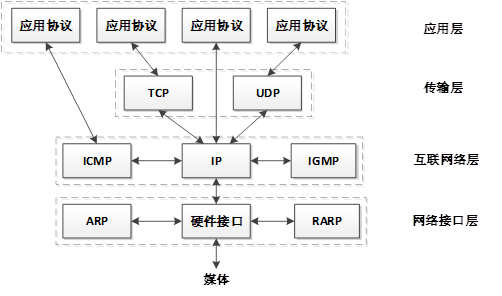 应用协议 应用协议 应用协议 应用协议 应用层
TCP UDP 传输层
ICMP IP IGMP 互联网络层
ARP 硬件接口 RARP 网络接口层
媒体